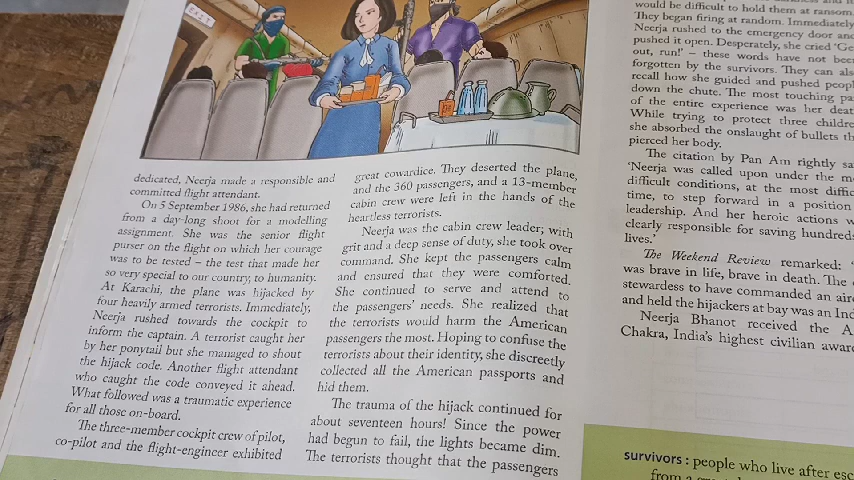 EXIT
dedicated, Neerja made a responsible and
committed flight attendant.
On 5 September 1986, she had returned
from a day-long shoot for a modelling
assignment. She was the senior flight
purser on the flight on which her courage
was to be tested – the test that made her
so very special to our country, to humanity.
At Karachi, the plane was hijacked by
four heavily armed terrorists. Immediately,
Neerja rushed towards the cockpit to
inform the captain. A terrorist caught her
by her ponytail but she managed to shout
the hijack code. Another flight attendant
who caught the code conveyed it ahead.
What followed was a traumatic experience
for all those on-board.
The three-member cockpit crew of pilot,
co-pilot and the flight-engineer exhibited
great cowardice. They deserted the plane,
and the 360 passengers, and a 13-member
cabin crew were left in the hands of the
heartless terrorists.
Neerja was the cabin crew leader; with
grit and a deep sense of duty, she took over
command. She kept the passengers calm
and ensured that they were comforted.
She continued to serve and attend to
the passengers' needs. She realized that
the terrorists would harm the American
passengers the most. Hoping to confuse the
terrorists about their identity, she discreetly
collected all the American passports and
hid them.
The trauma of the hijack continued for
about seventeen hours! Since the power
had begun to fail, the lights became dim.
The terrorists thought that the passengers
would be difficult to hold them at ransom.
They began firing at random. Immediately
Neerja rushed to the emergency door and
pushed it open. Desperately, she cried 'Ge
out, run!' – these words have not bee
forgotten by the survivors. They can als
recall how she guided and pushed peop
down the chute. The most touching pa
of the entire experience was her deat
While trying to protect three childre
she absorbed the onslaught of bullets th
pierced her body.
The citation by Pan Am rightly sa
'Neerja was called upon under the mo
difficult conditions, at the most diffic
time, to step forward in a position
leadership. And her heroic actions w
clearly responsible for saving hundred
lives.'
The Weekend Review remarked: '
was brave in life, brave in death. The
stewardess to have commanded an airc
and held the hijackers at bay was an Ind
Neerja Bhanot received the A
Chakra, India's highest civilian award
survivors : people who live after esc
from a